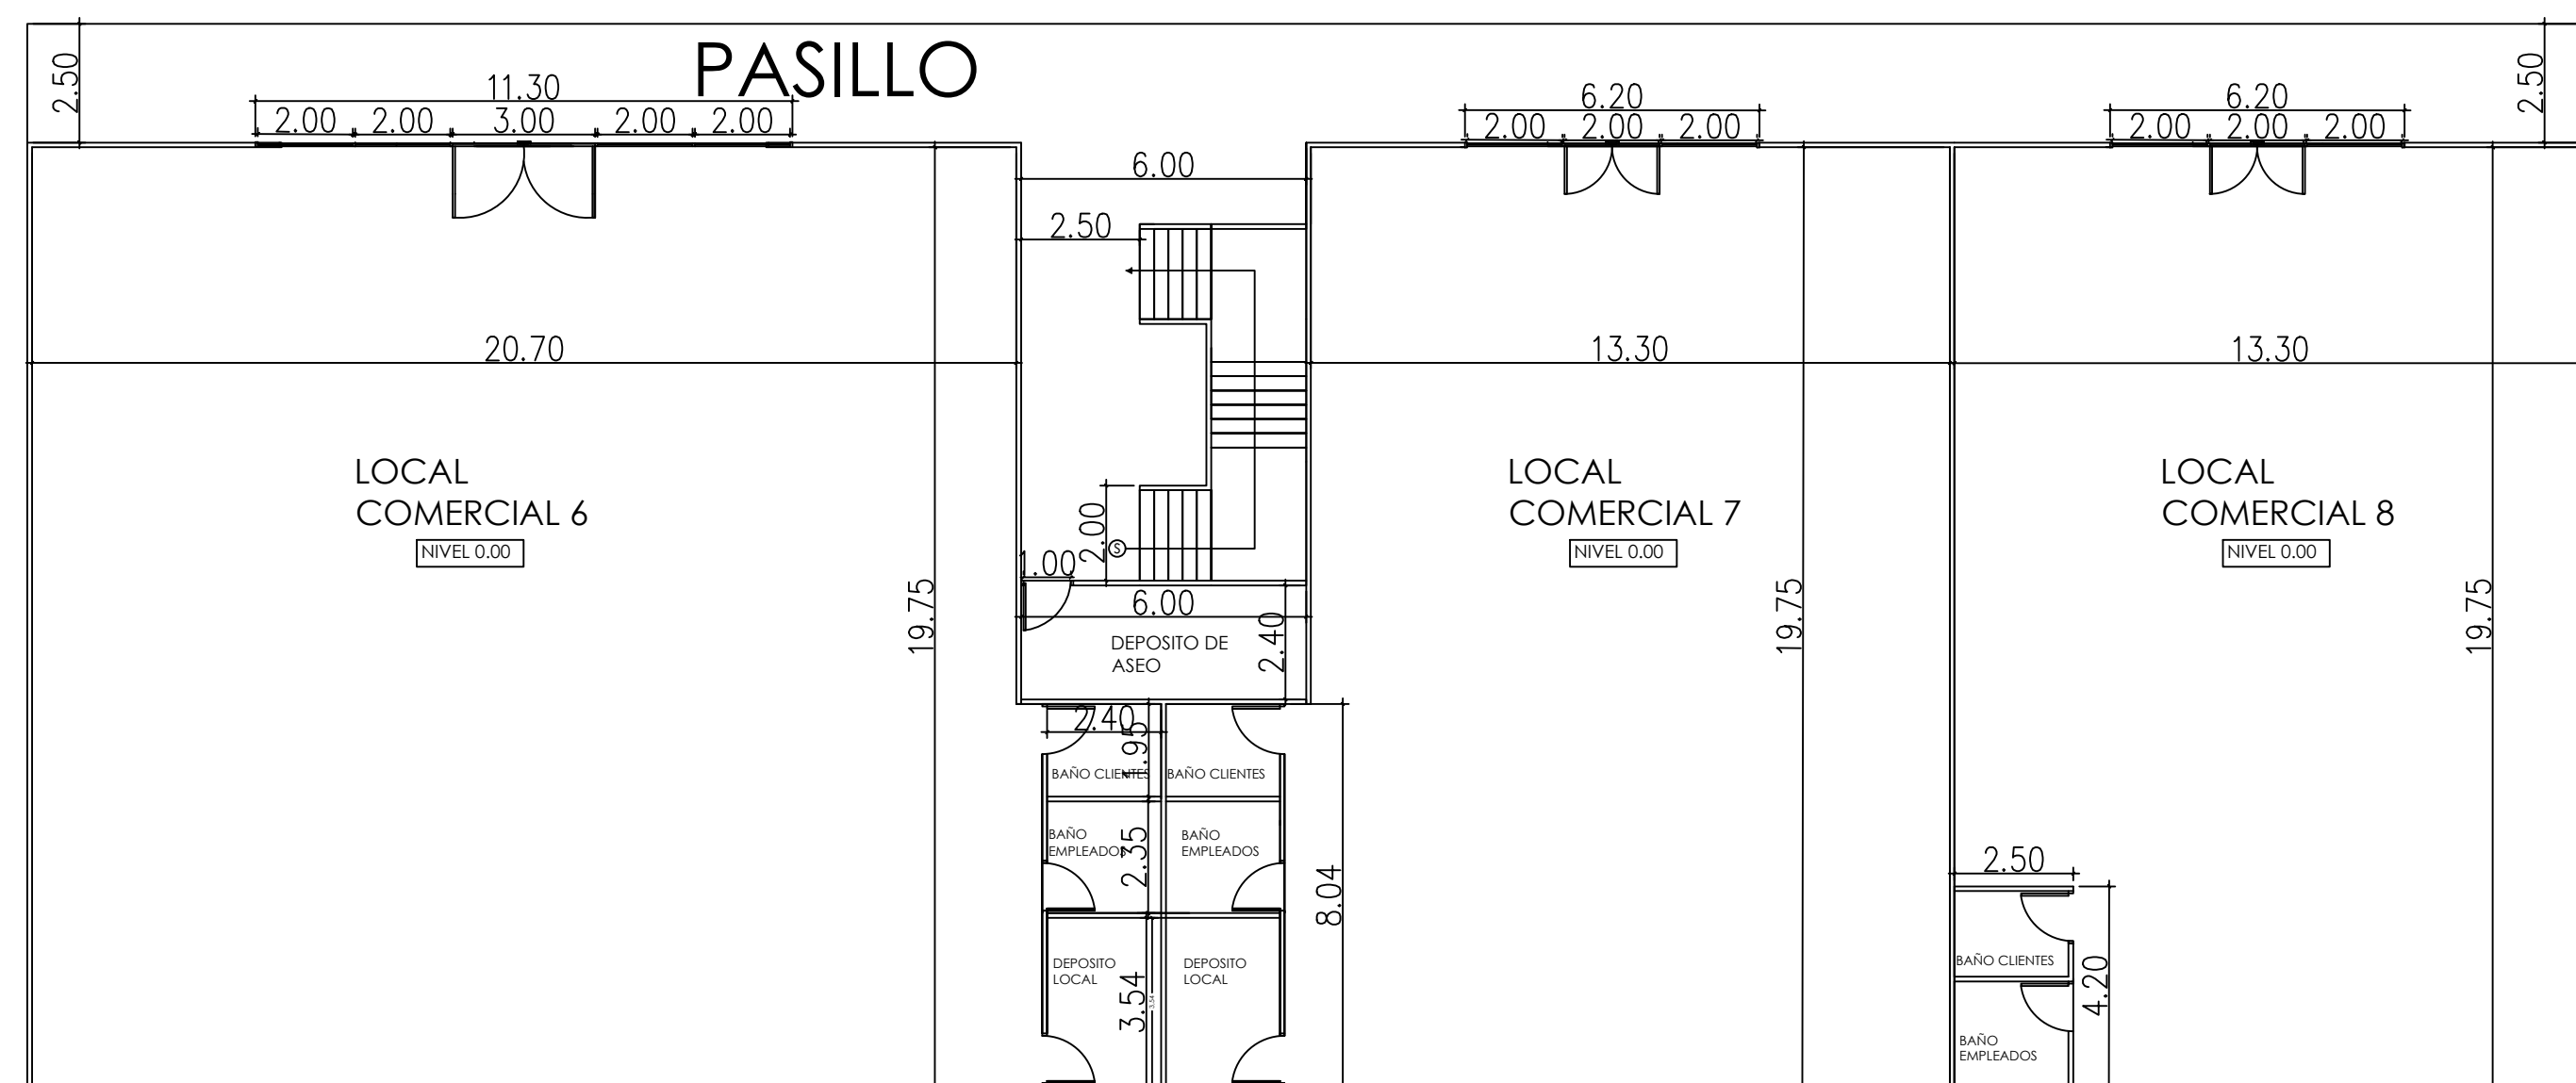 PASILLO
2.50
11.30
2.00 2.00 3.00 2.00 2.00
6.20
2.00 2.00 2.00
6.20
2.00 2.00 2.00
2.50
6.00
2.50
20.70
13.30
13.30
LOCAL
COMERCIAL 6
NIVEL 0.00
LOCAL
COMERCIAL 7
NIVEL 0.00
LOCAL
COMERCIAL 8
NIVEL 0.00
2.00
S
1.00
19.75
6.00
2.40
19.75
19.75
DEPOSITO DE
ASEO
2.40
1.95
BAÑO CLIENTES
BAÑO CLIENTES
BAÑO
EMPLEADOS
2.35
BAÑO
EMPLEADOS
8.04
2.50
DEPOSITO
LOCAL
3.54
3.54
DEPOSITO
LOCAL
BAÑO CLIENTES
4.20
BAÑO
EMPLEADOS